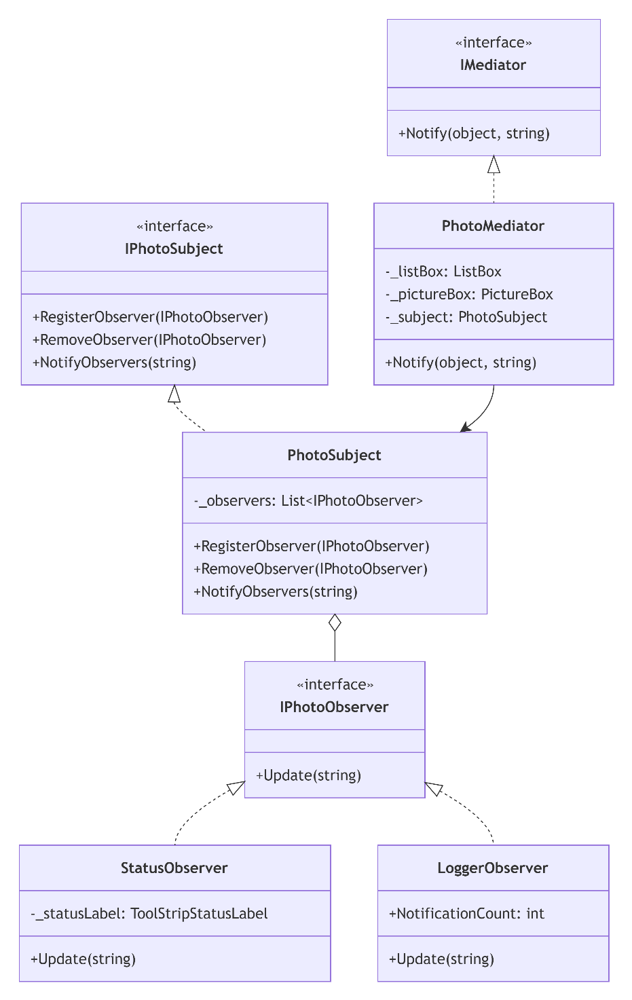 «interface»
IMediator
+Notify(object, string)
«interface»
IPhotoSubject
+RegisterObserver(IPhotoObserver)
+RemoveObserver(IPhotoObserver)
+NotifyObservers(string)
PhotoMediator
-_listBox: ListBox
-_pictureBox: PictureBox
-_subject: PhotoSubject
+Notify(object, string)
PhotoSubject
-_observers: List<IPhotoObserver>
+RegisterObserver(IPhotoObserver)
+RemoveObserver(IPhotoObserver)
+NotifyObservers(string)
«interface»
IPhotoObserver
+Update(string)
StatusObserver
-_statusLabel: ToolStripStatusLabel
+Update(string)
LoggerObserver
+NotificationCount: int
+Update(string)